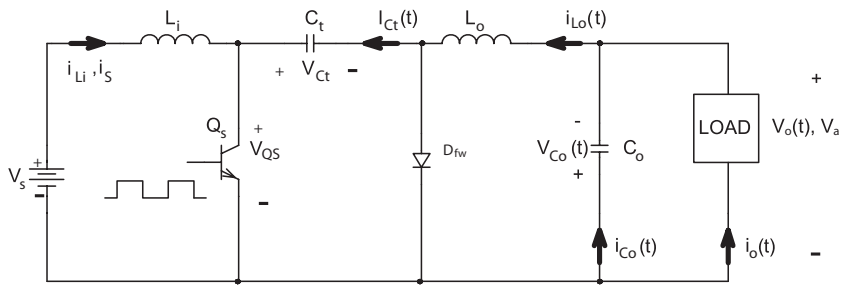 Li
Ct
ICt(t)
Lo
iLo(t)
iLi ,iS
+ VCt -
Qs
+
VQS
-
Dfw
-
VCo (t)
+
Co
LOAD
+
Vo(t), Va
-
Vs
+
-
iCo(t)
io(t)